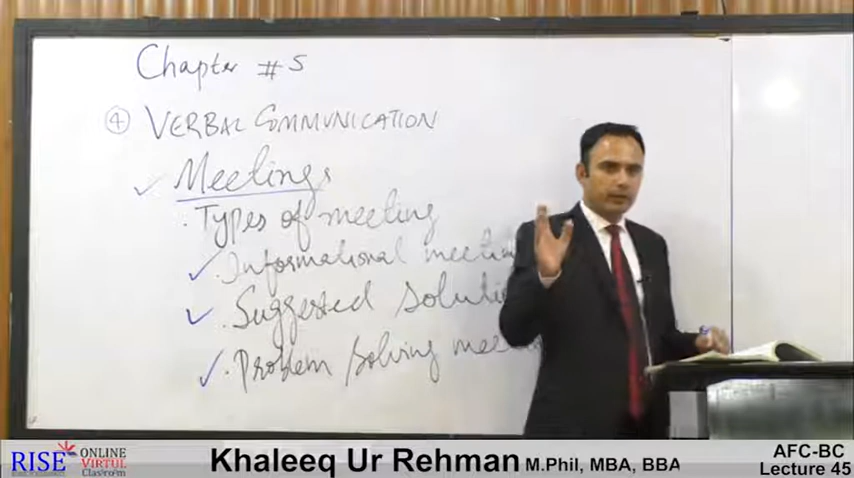 Chapter # 5
④ VERBAL COMMUNICATION
✓ Meetings
· Types of meeting
✓ · Informational
✓ · Suggested
✓ · Problem solving
RISE ONLINE
VIRTUL
Classroom
Khaleeq Ur Rehman M.Phil, MBA, BBA
AFC-BC
Lecture 45